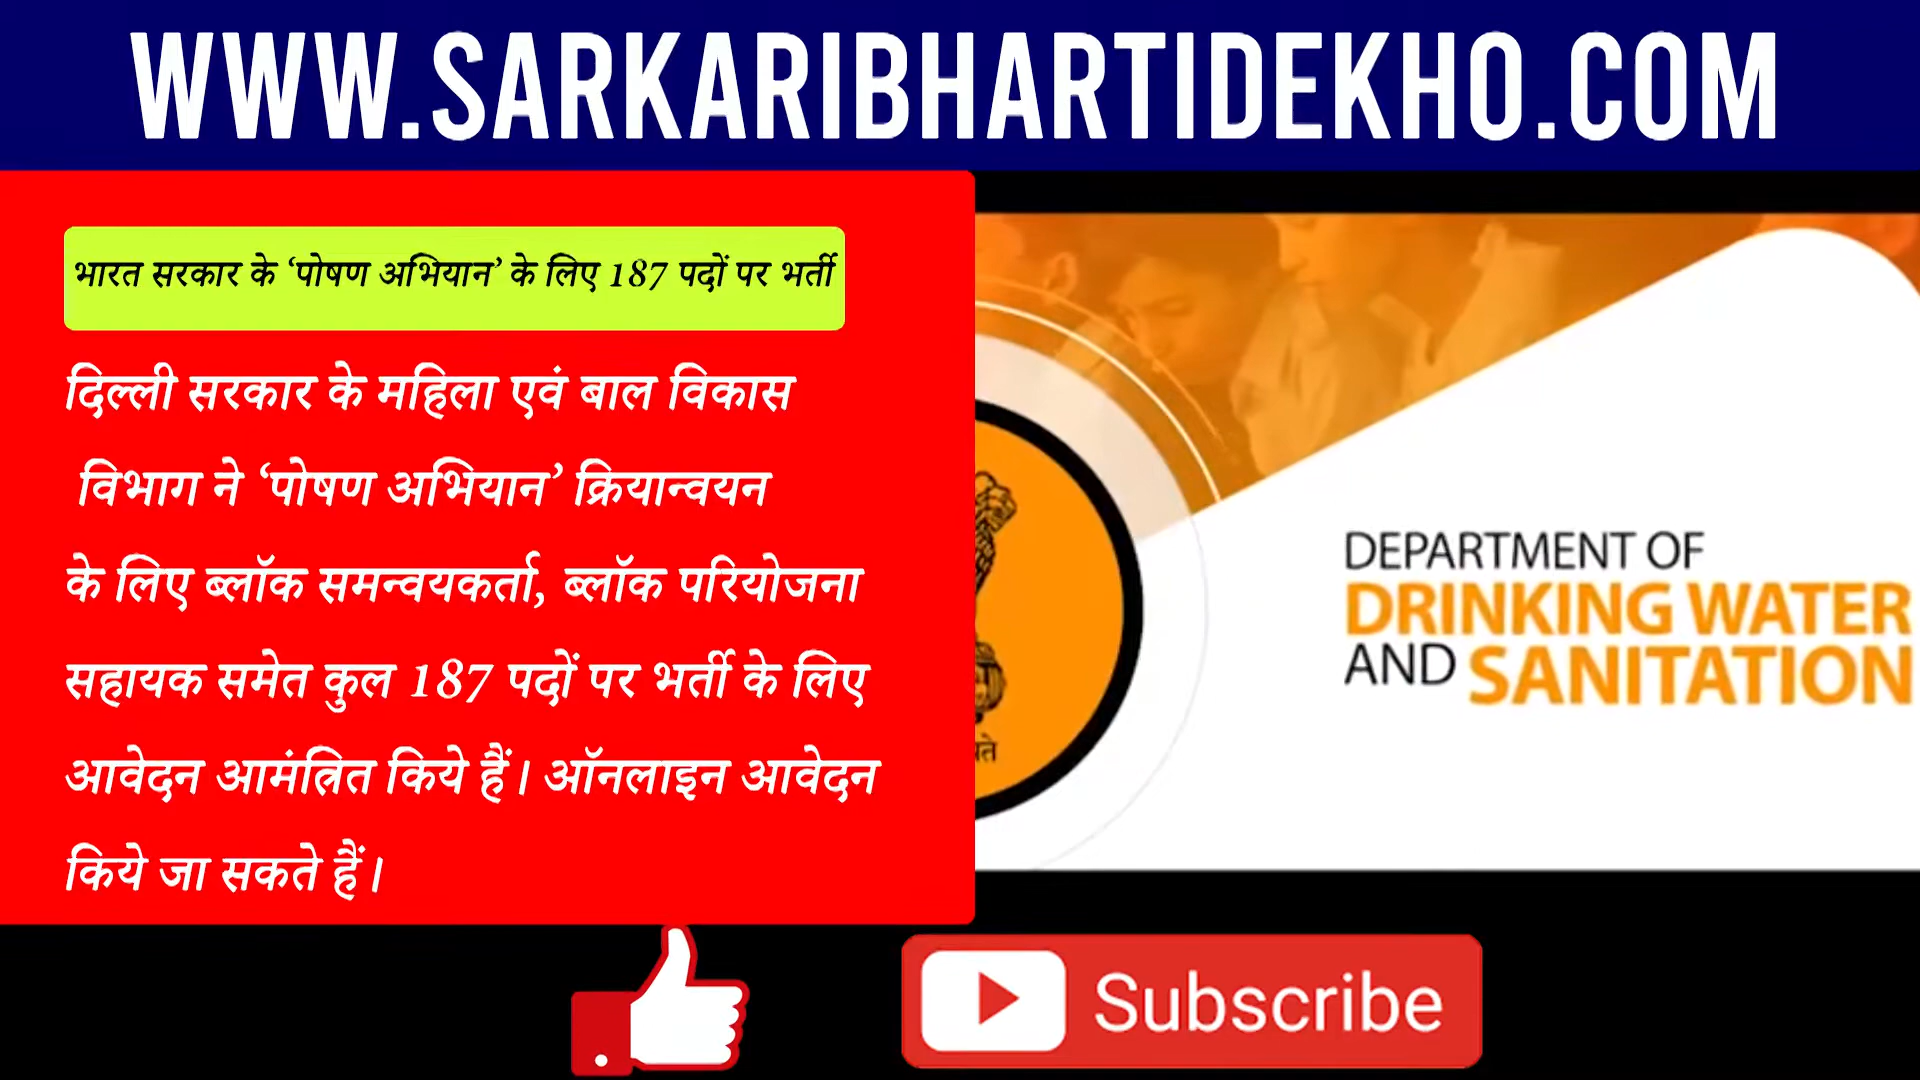 WWW.SARKARIBHARTIDEKHO.COM
भारत सरकार के ‘पोषण अभियान’ के लिए 187 पदों पर भर्ती
दिल्ली सरकार के महिला एवं बाल विकास
विभाग ने ‘पोषण अभियान’ क्रियान्वयन
के लिए ब्लॉक समन्वयकर्ता, ब्लॉक परियोजना
सहायक समेत कुल 187 पदों पर भर्ती के लिए
आवेदन आमंत्रित किये हैं। ऑनलाइन आवेदन
किये जा सकते हैं।
DEPARTMENT OF
DRINKING WATER
AND SANITATION
Subscribe